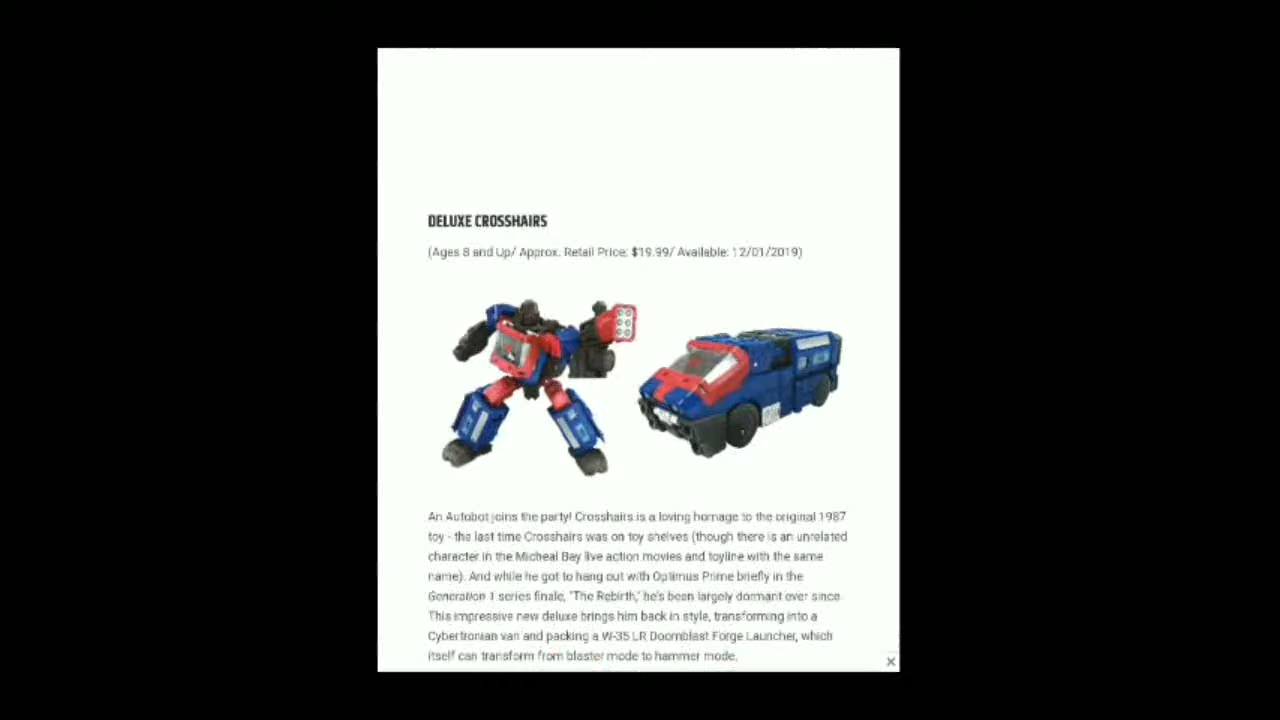 DELUXE CROSSHAIRS
(Ages 8 and Up/ Approx. Retail Price: $19.99/ Available: 12/01/2019)
An Autobot joins the party! Crosshairs is a loving homage to the original 1987
toy - the last time Crosshairs was on toy shelves (though there is an unrelated
character in the Micheal Bay live action movies and toyline with the same
name). And while he got to hang out with Optimus Prime briefly in the
Generation 1 series finale, "The Rebirth," he's been largely dormant ever since.
This impressive new deluxe brings him back in style, transforming into a
Cybertronian van and packing a W-35 LR Doomblast Forge Launcher, which
itself can transform from blaster mode to hammer mode.